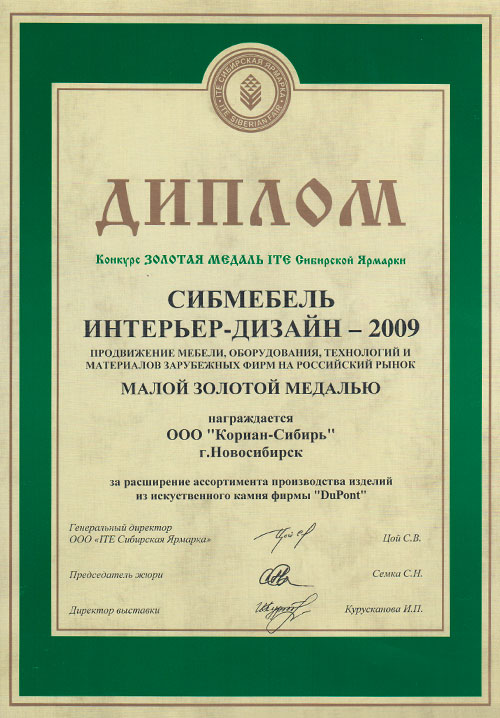 ITE СИБИРСКАЯ ЯРМАРКА
ITE SIBERIAN FAIR
ДИПЛОМ
Конкурс ЗОЛОТАЯ МЕДАЛЬ ITE Сибирской Ярмарки
СИБМЕБЕЛЬ
ИНТЕРЬЕР-ДИЗАЙН – 2009
ПРОДВИЖЕНИЕ МЕБЕЛИ, ОБОРУДОВАНИЯ, ТЕХНОЛОГИЙ И
МАТЕРИАЛОВ ЗАРУБЕЖНЫХ ФИРМ НА РОССИЙСКИЙ РЫНОК
МАЛОЙ ЗОЛОТОЙ МЕДАЛЬЮ
награждается
ООО "Кориан-Сибирь"
г.Новосибирск
за расширение ассортимента производства изделий
из искуственного камня фирмы "DuPont"
Генеральный директор
ООО «ITE Сибирская Ярмарка» Цой С.В.
Председатель жюри Семка С.Н.
Директор выставки Курусканова И.П.